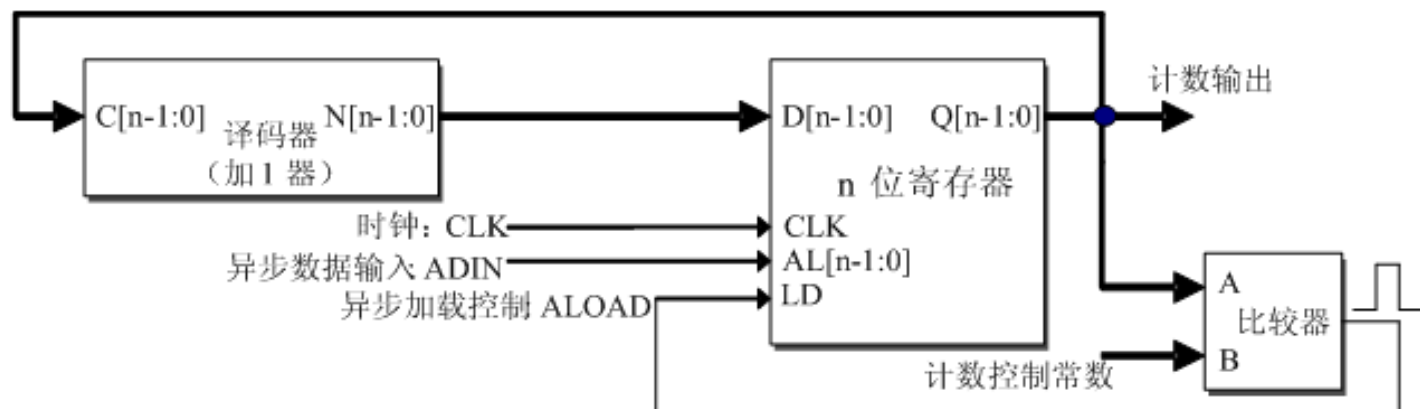 计数输出
C[n-1:0]
N[n-1:0]
译码器
（加1器）
D[n-1:0]
Q[n-1:0]
n 位寄存器
时钟：CLK
CLK
异步数据输入 ADIN
AL[n-1:0]
异步加载控制 ALOAD
LD
A
比较器
B
计数控制常数